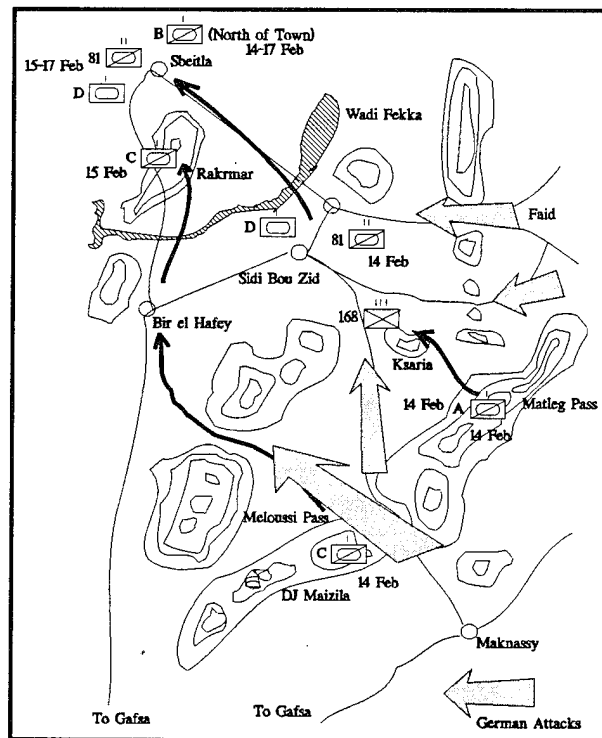 B
(North of Town)
14-17 Feb
81
15-17 Feb
Sbeitla
D
Wadi Fekka
C
15 Feb
Rakrmar
D
Faid
81
14 Feb
Sidi Bou Zid
168
Bir el Hafey
Ksaria
14 Feb
A
Matleg Pass
14 Feb
Meloussi Pass
C
14 Feb
DJ Maizila
Maknassy
To Gafsa
To Gafsa
German Attacks